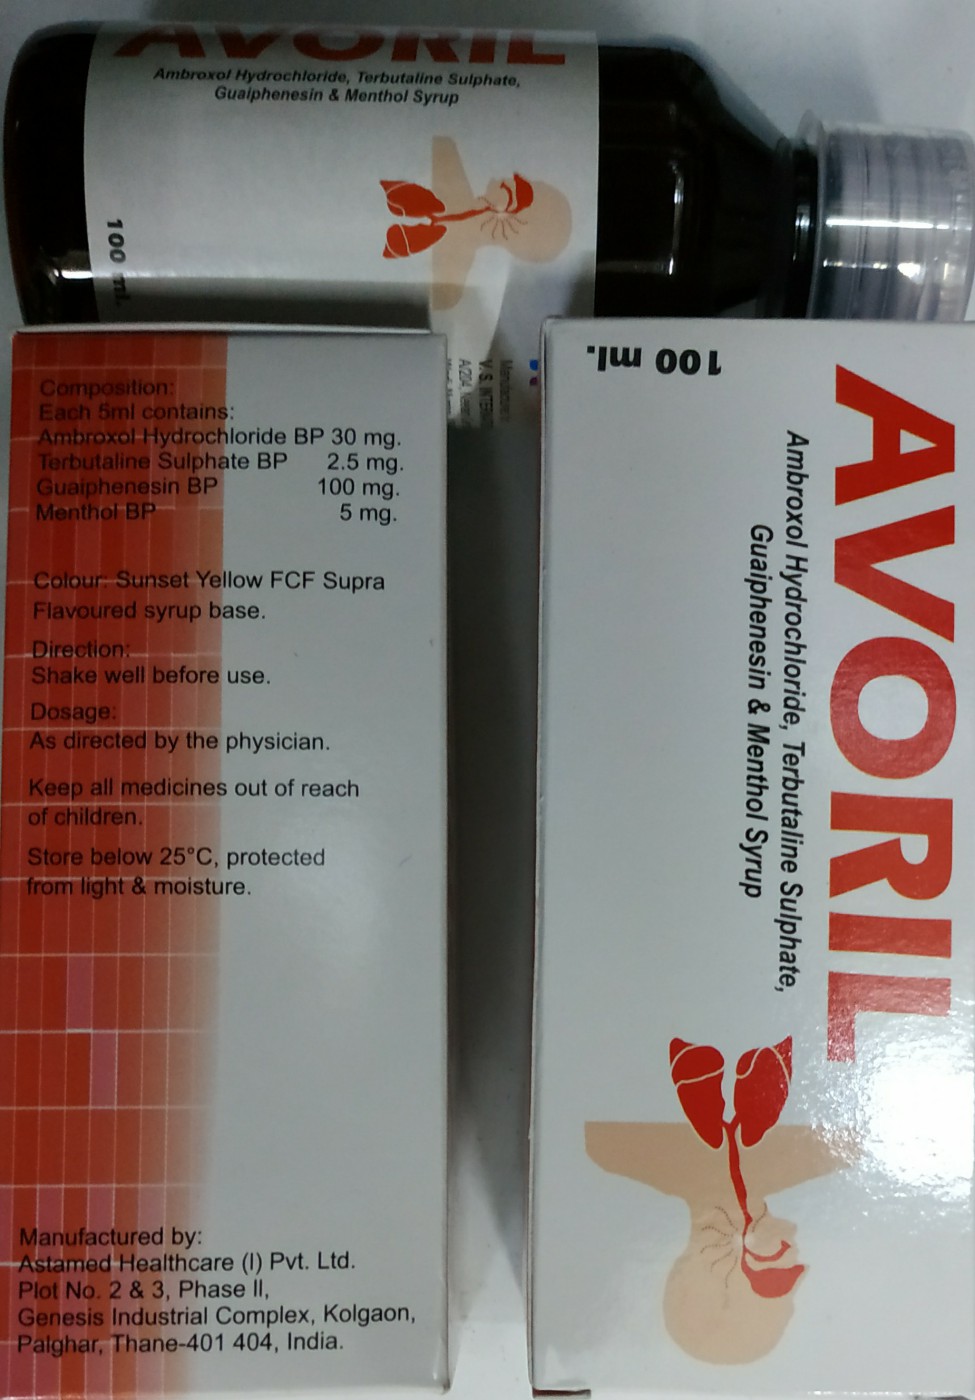 AVORIL
Ambroxol Hydrochloride, Terbutaline Sulphate,
Guaiphenesin & Menthol Syrup
100 ml.
V.S.
A/204,
Composition:
Each 5ml contains:
Ambroxol Hydrochloride BP 30 mg.
Terbutaline Sulphate BP 2.5 mg.
Guaiphenesin BP 100 mg.
Menthol BP 5 mg.
Colour: Sunset Yellow FCF Supra
Flavoured syrup base.
Direction:
Shake well before use.
Dosage:
As directed by the physician.
Keep all medicines out of reach
of children.
Store below 25°C, protected
from light & moisture.
Manufactured by:
Astamed Healthcare (I) Pvt. Ltd.
Plot No. 2 & 3, Phase II,
Genesis Industrial Complex, Kolgaon,
Palghar, Thane-401 404, India.
100 ml.
AVORIL
Ambroxol Hydrochloride, Terbutaline Sulphate,
Guaiphenesin & Menthol Syrup